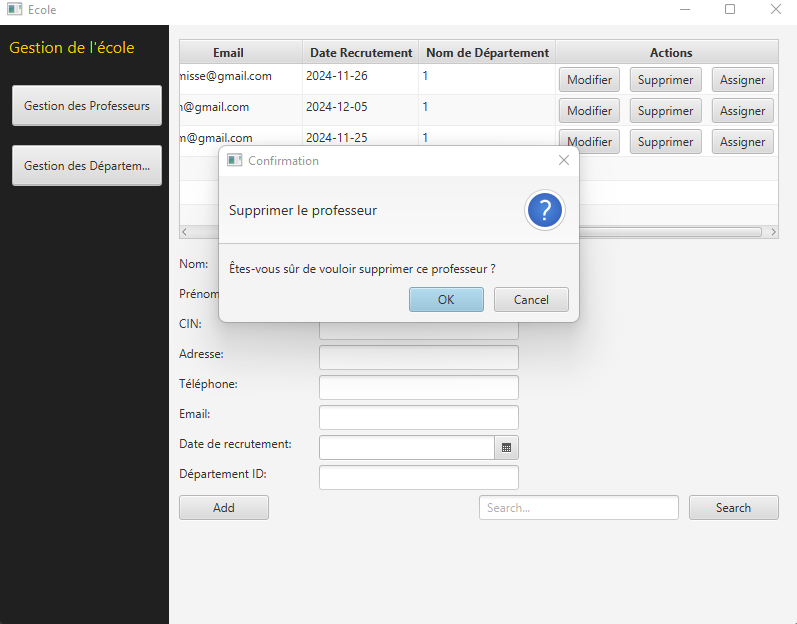 Ecole
Gestion de l'école
Gestion des Professeurs
Gestion des Départem...
Email Date Recrutement Nom de Département Actions
misse@gmail.com 2024-11-26 1 Modifier Supprimer Assigner
@gmail.com 2024-12-05 1 Modifier Supprimer Assigner
@gmail.com 2024-11-25 1 Modifier Supprimer Assigner
Confirmation
Supprimer le professeur
?
Êtes-vous sûr de vouloir supprimer ce professeur ?
OK Cancel
Nom:
Prénom
CIN:
Adresse:
Téléphone:
Email:
Date de recrutement:
Département ID:
Add Search... Search